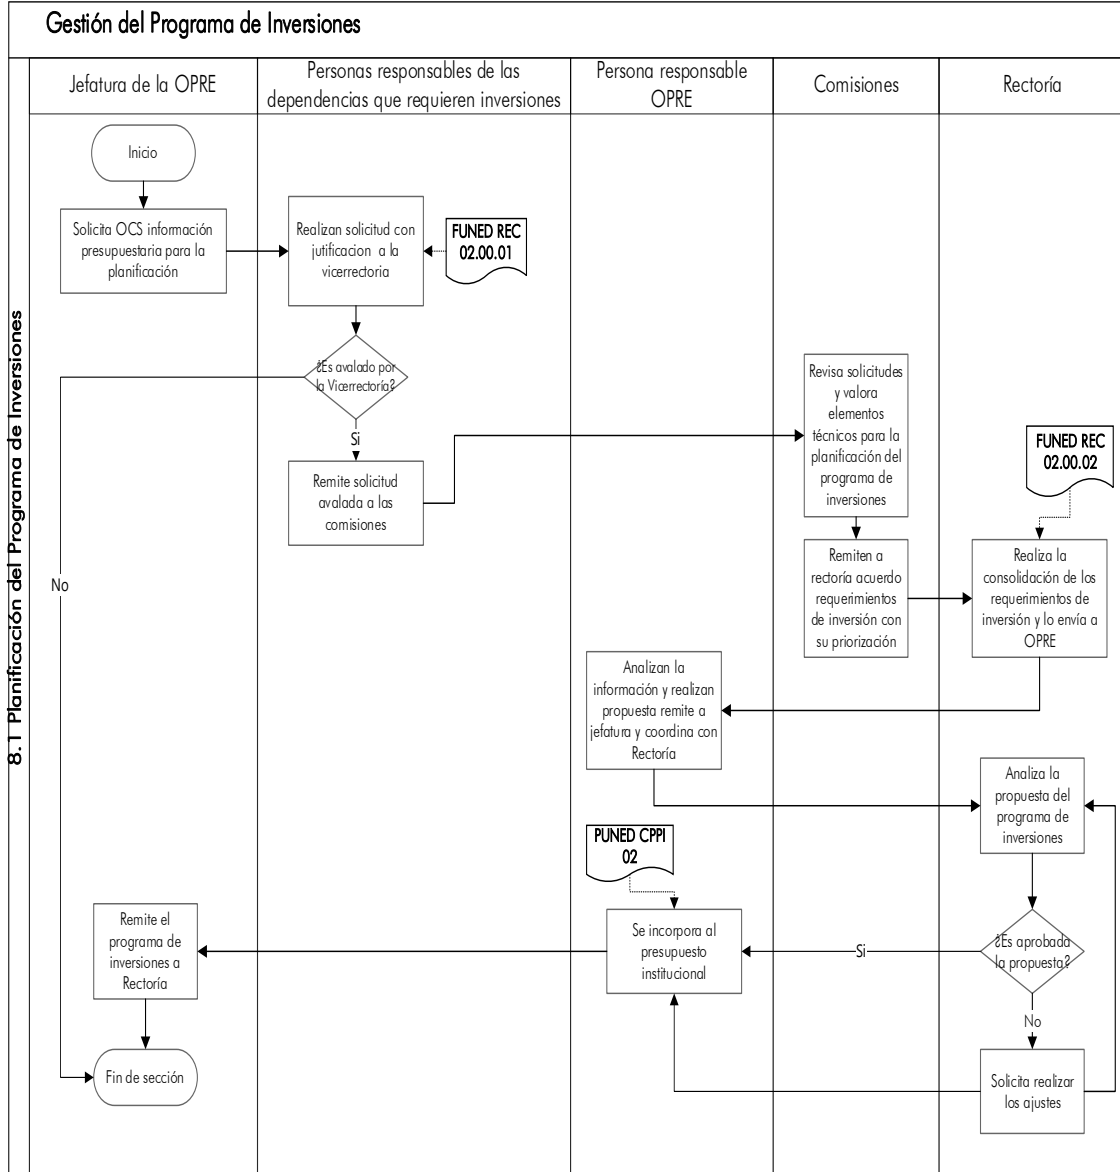 Gestión del Programa de Inversiones
8.1 Planificación del Programa de Inversiones
Jefatura de la OPRE
Personas responsables de las
dependencias que requieren inversiones
Persona responsable
OPRE
Comisiones
Rectoría
Inicio
Solicita OCS información
presupuestaria para la
planificación
Realizan solicitud con
jutificacion a la
vicerrectoria
FUNED REC
02.00.01
¿Es avalado por
la Vicerrectoría?
Si
No
Remite solicitud
avalada a las
comisiones
Revisa solicitudes
y valora
elementos
técnicos para la
planificación del
programa de
inversiones
FUNED REC
02.00.02
Remiten a
rectoría acuerdo
requerimientos
de inversión con
su priorización
Realiza la
consolidación de los
requerimientos de
inversión y lo envía a
OPRE
Analizan la
información y realizan
propuesta remite a
jefatura y coordina con
Rectoría
Analiza la
propuesta del
programa de
inversiones
PUNED CPPI
02
¿Es aprobada
la propuesta?
Si
No
Se incorpora al
presupuesto
institucional
Remite el
programa de
inversiones a
Rectoría
Solicita realizar
los ajustes
Fin de sección